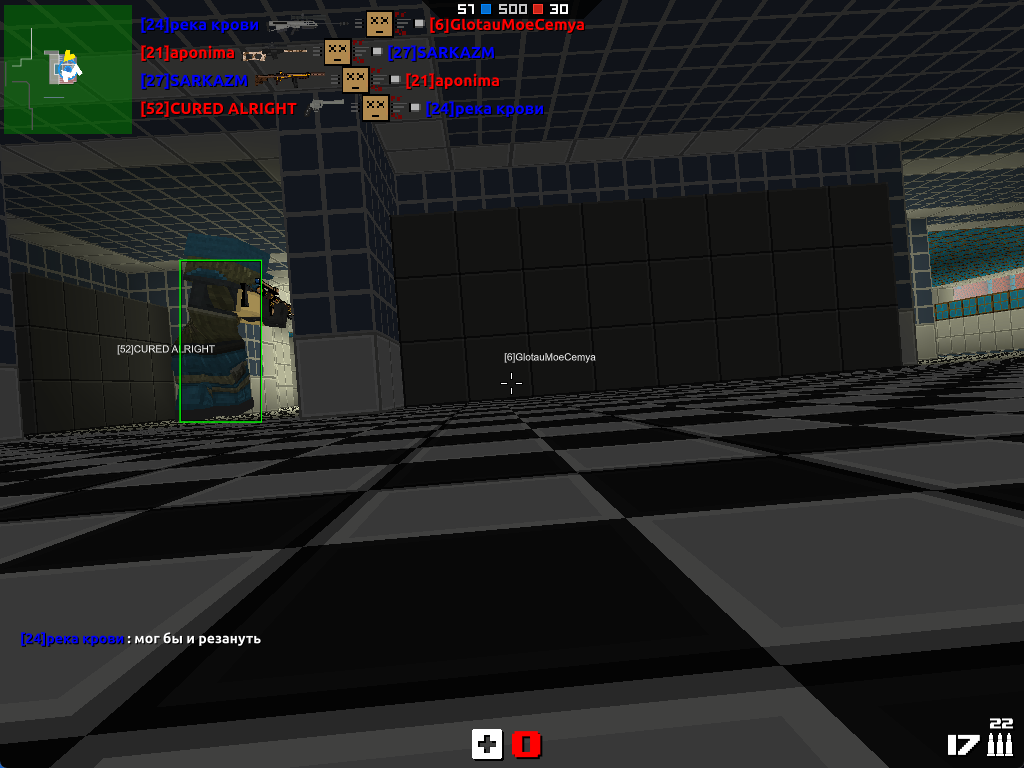 57 500 30
[24]река крови [6]GlotauMoeCemya
[21]aponima [27]SARKAZM
[27]SARKAZM [21]aponima
[52]CURED ALRIGHT [24]река крови
[52]CURED ALRIGHT
[6]GlotauMoeCemya
[24]река крови : мог бы и резануть
0
22
17